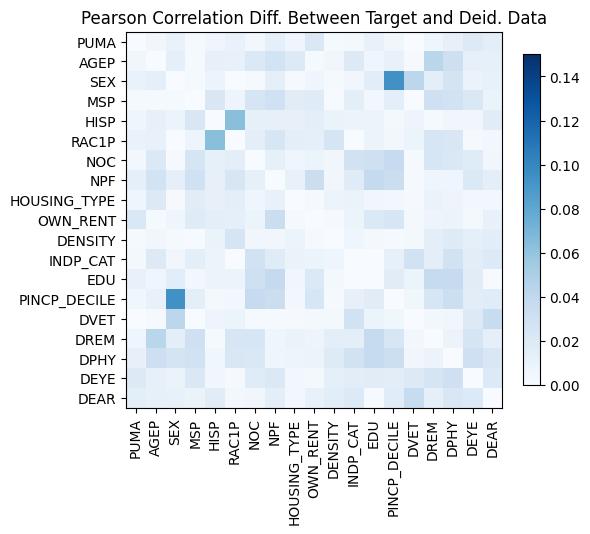 Pearson Correlation Diff. Between Target and Deid. Data
PUMA
AGEP
SEX
MSP
HISP
RAC1P
NOC
NPF
HOUSING_TYPE
OWN_RENT
DENSITY
INDP_CAT
EDU
PINCP_DECILE
DVET
DREM
DPHY
DEYE
DEAR
0.14
0.12
0.10
0.08
0.06
0.04
0.02
0.00
PUMA
AGEP
SEX
MSP
HISP
RAC1P
NOC
NPF
HOUSING_TYPE
OWN_RENT
DENSITY
INDP_CAT
EDU
PINCP_DECILE
DVET
DREM
DPHY
DEYE
DEAR